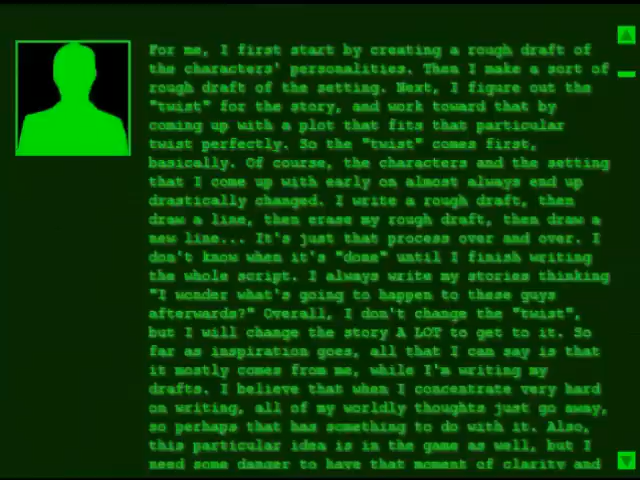 For me, I first start by creating a rough draft of
the characters' personalities. Then I make a sort of
rough draft of the setting. Next, I figure out the
"twist" for the story, and work toward that by
coming up with a plot that fits that particular
twist perfectly. So the "twist" comes first,
basically. Of course, the characters and the setting
that I come up with early on almost always end up
drastically changed. I write a rough draft, then
draw a line, then erase my rough draft, then draw a
new line... It's just that process over and over. I
don't know when it's "done" until I finish writing
the whole script. I always write my stories thinking
"I wonder what's going to happen to these guys
afterwards?" Overall, I don't change the "twist",
but I will change the story A LOT to get to it. So
far as inspiration goes, all that I can say is that
it mostly comes from me, while I'm writing my
drafts. I believe that when I concentrate very hard
on writing, all of my worldly thoughts just go away,
so perhaps that has something to do with it. Also,
this particular idea is in the game as well, but I
need some danger to have that moment of clarity and